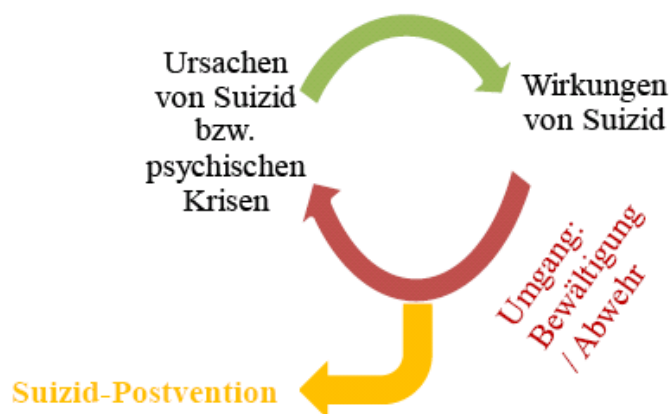 Ursachen
von Suizid
bzw.
psychischen
Krisen
Wirkungen
von Suizid
Umgang:
Bewältigung
/ Abwehr
Suizid-Postvention